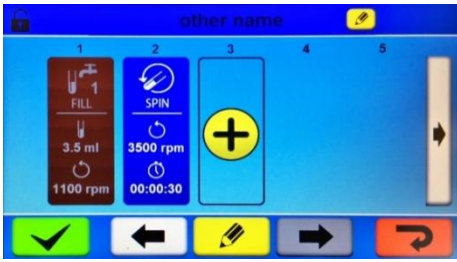 other name
1 2 3 4 5
1
FILL
3.5 ml
1100 rpm
SPIN
3500 rpm
00:00:30